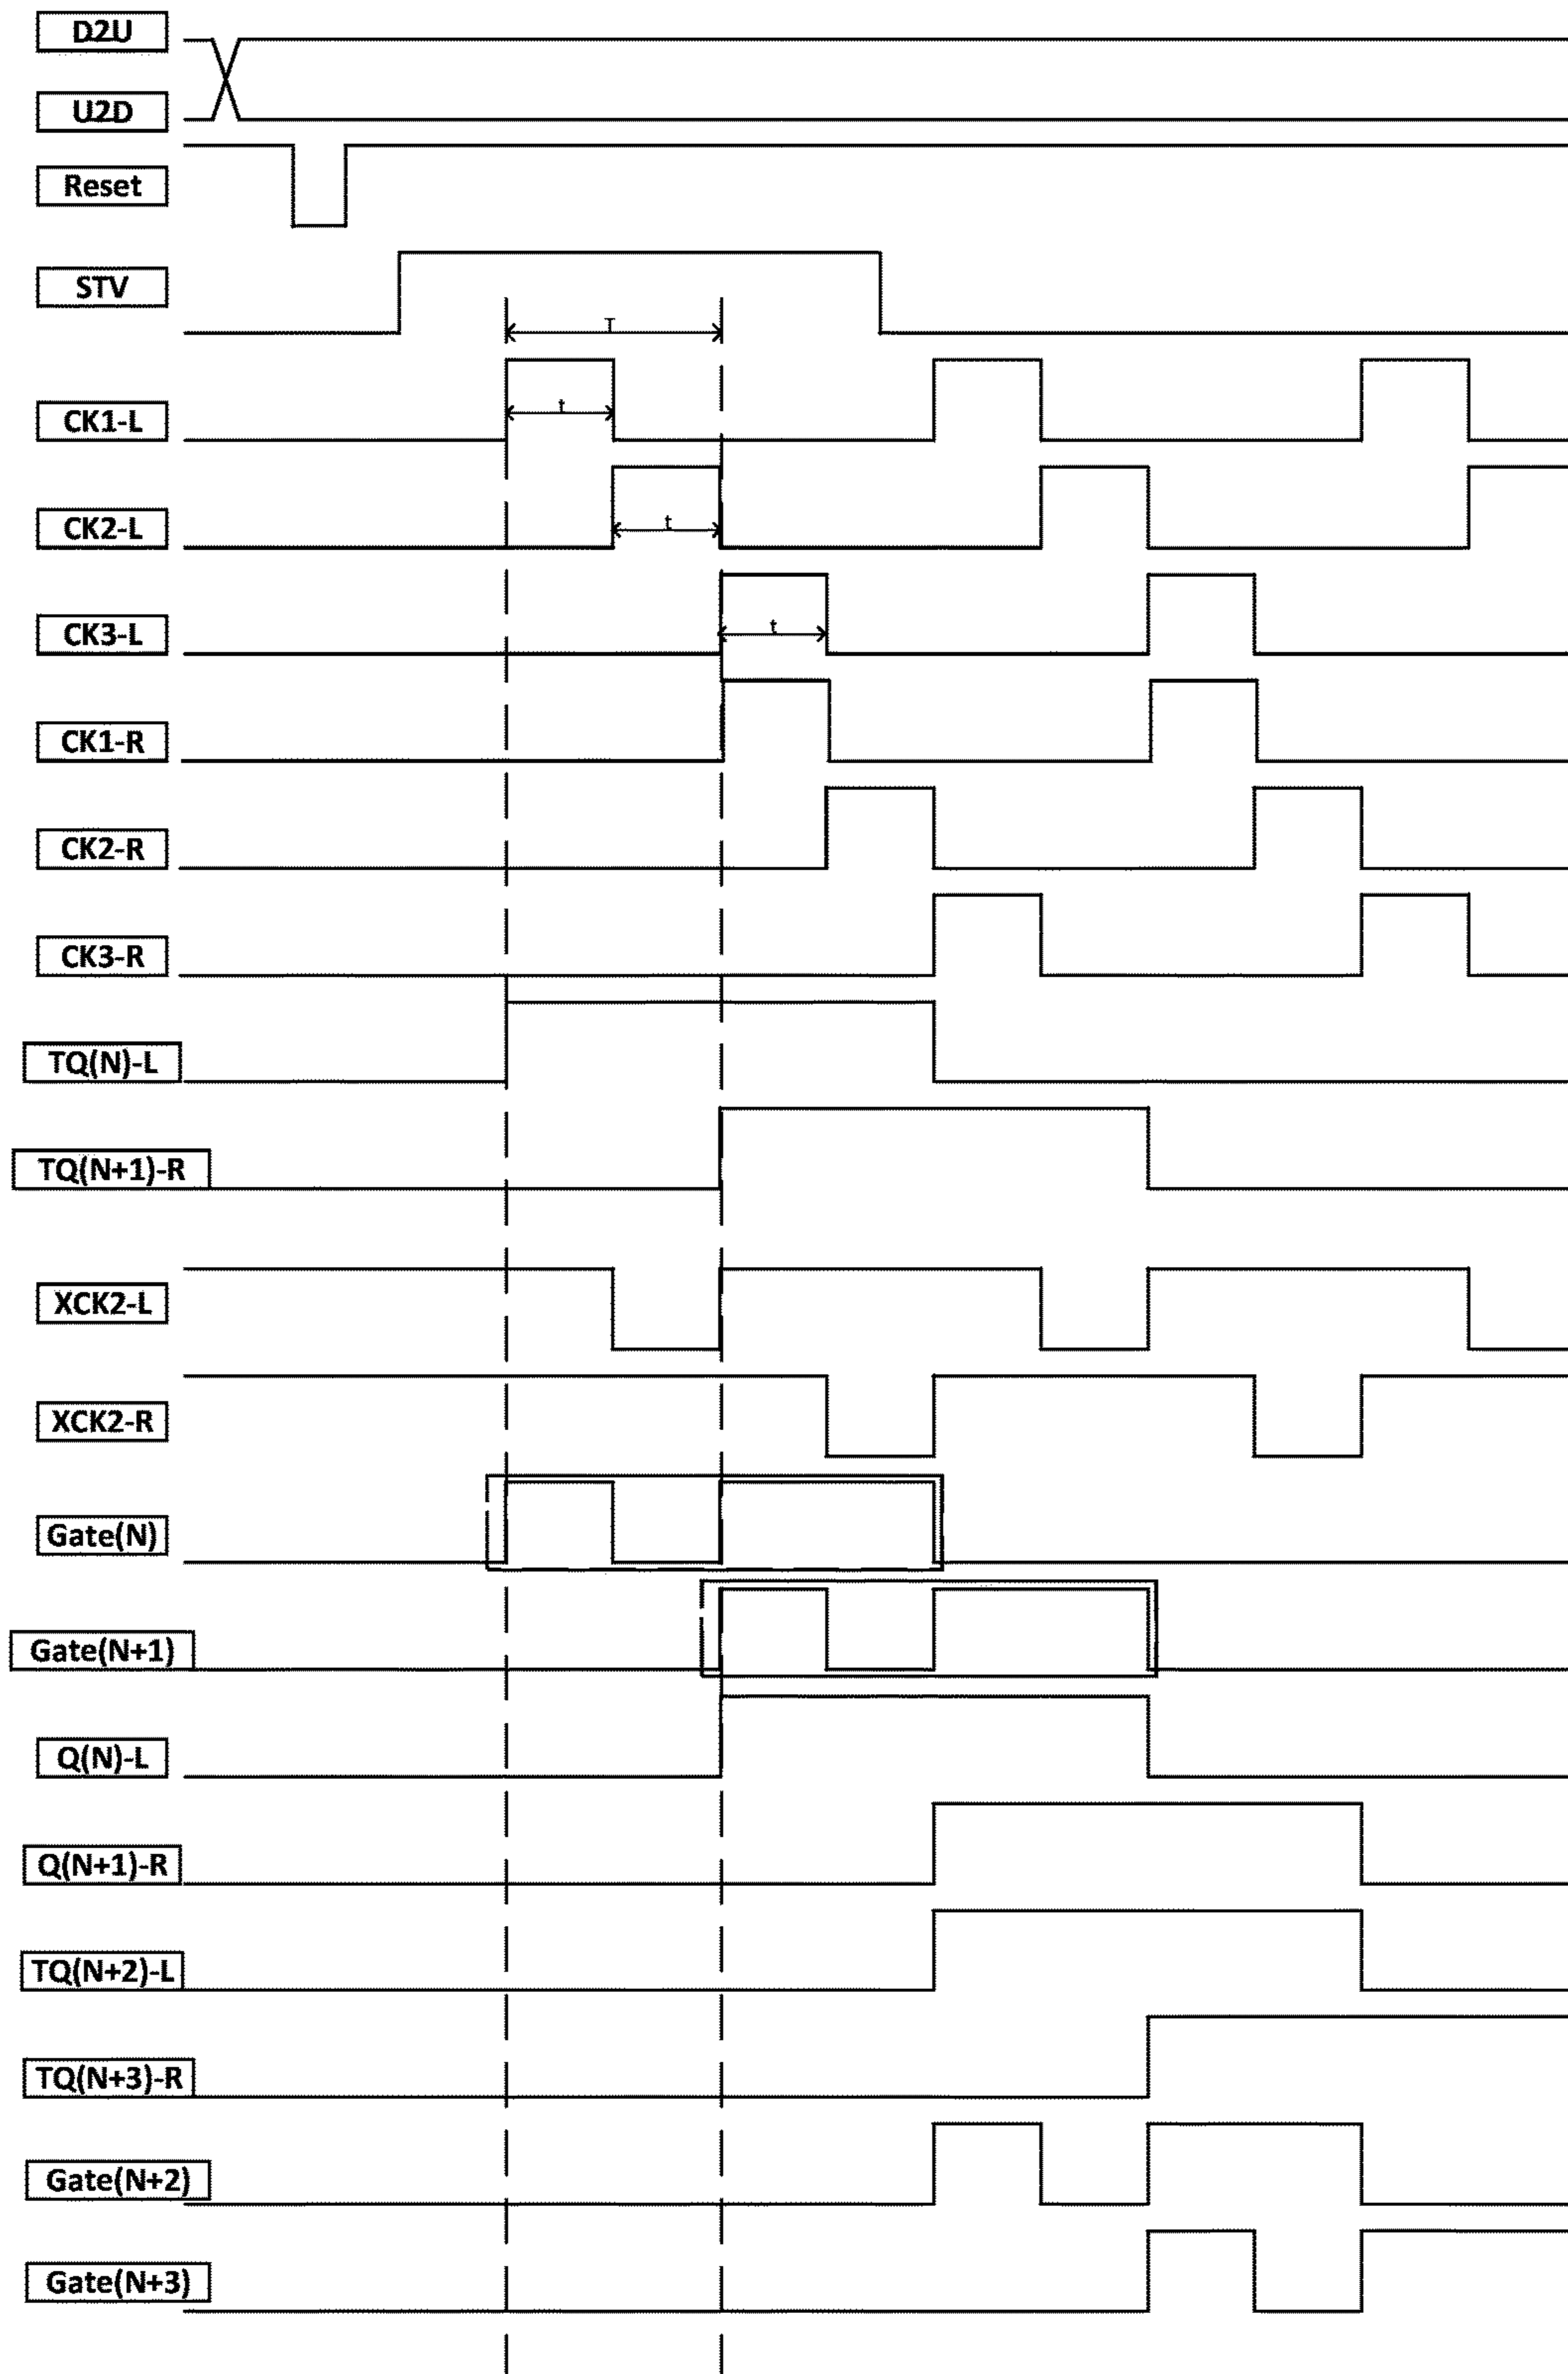 D2U
U2D
Reset
STV
T
CK1-L
t
CK2-L
t
CK3-L
t
CK1-R
CK2-R
CK3-R
TQ(N)-L
TQ(N+1)-R
XCK2-L
XCK2-R
Gate(N)
Gate(N+1)
Q(N)-L
Q(N+1)-R
TQ(N+2)-L
TQ(N+3)-R
Gate(N+2)
Gate(N+3)